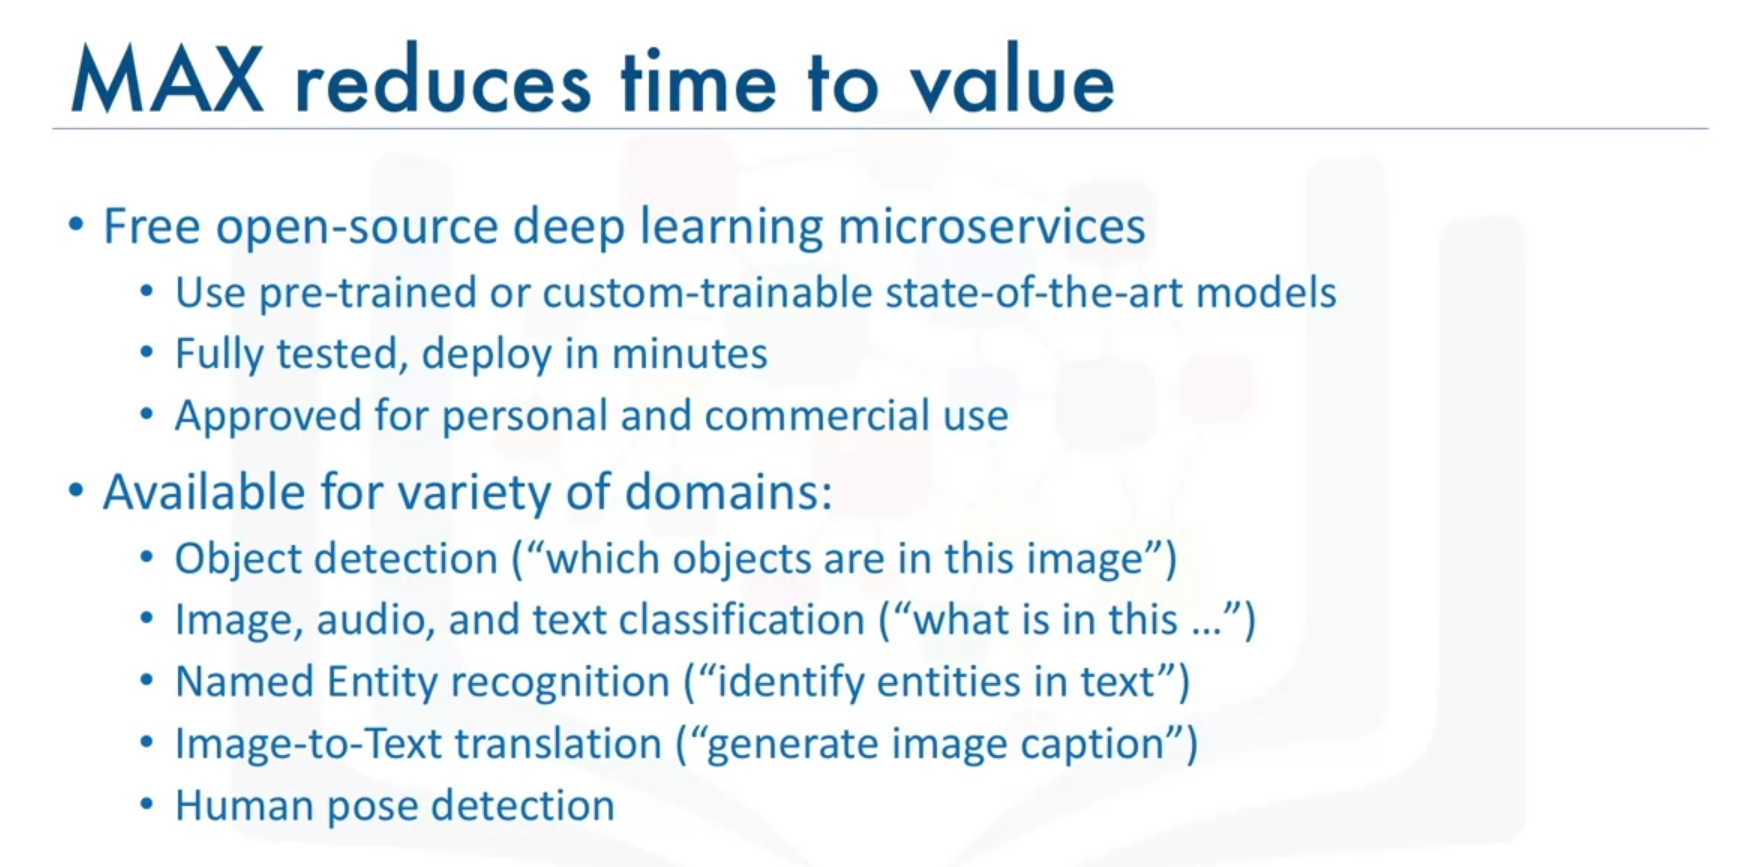 MAX reduces time to value
• Free open-source deep learning microservices
• Use pre-trained or custom-trainable state-of-the-art models
• Fully tested, deploy in minutes
• Approved for personal and commercial use
• Available for variety of domains:
• Object detection (“which objects are in this image”)
• Image, audio, and text classification (“what is in this ...”)
• Named Entity recognition (“identify entities in text”)
• Image-to-Text translation (“generate image caption”)
• Human pose detection